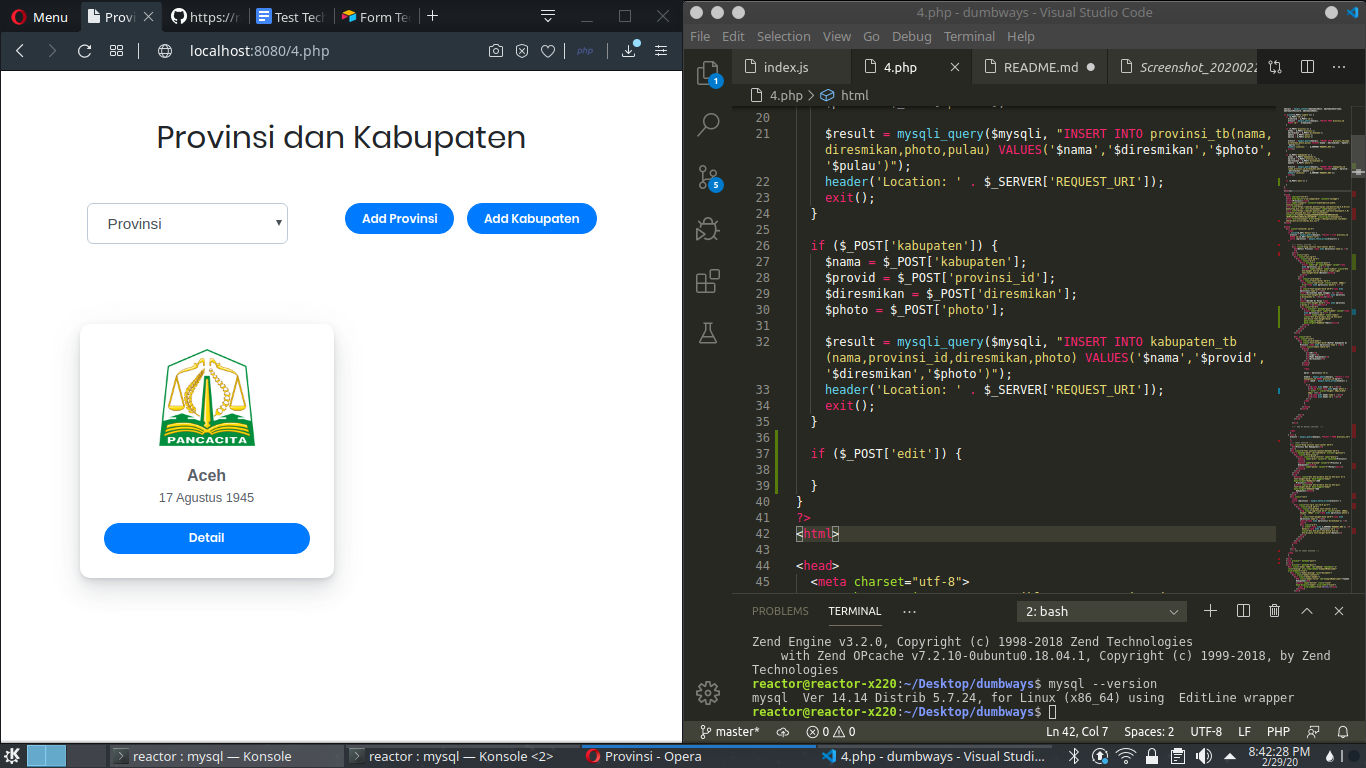 Menu
Provi
https://r
Test Tech
Form Te
localhost:8080/4.php
php
Provinsi dan Kabupaten
Provinsi
Add Provinsi
Add Kabupaten
PANCACITA
Aceh
17 Agustus 1945
Detail
4.php - dumbways - Visual Studio Code
File Edit Selection View Go Debug Terminal Help
index.js
4.php
README.md
Screenshot_2020022
4.php > html
1
5
20
21 $result = mysqli_query($mysqli, "INSERT INTO provinsi_tb(nama,
diresmikan,photo,pulau) VALUES('$nama','$diresmikan','$photo',
'$pulau')");
22 header('Location: ' . $_SERVER['REQUEST_URI']);
23 exit();
24 }
25
26 if ($_POST['kabupaten']) {
27 $nama = $_POST['kabupaten'];
28 $provid = $_POST['provinsi_id'];
29 $diresmikan = $_POST['diresmikan'];
30 $photo = $_POST['photo'];
31
32 $result = mysqli_query($mysqli, "INSERT INTO kabupaten_tb
(nama,provinsi_id,diresmikan,photo) VALUES('$nama','$provid',
'$diresmikan','$photo')");
33 header('Location: ' . $_SERVER['REQUEST_URI']);
34 exit();
35 }
36
37 if ($_POST['edit']) {
38
39 }
40 }
41 ?>
42 <html>
43
44 <head>
45 <meta charset="utf-8">
PROBLEMS
TERMINAL
2: bash
Zend Engine v3.2.0, Copyright (c) 1998-2018 Zend Technologies
with Zend OPcache v7.2.10-0ubuntu0.18.04.1, Copyright (c) 1999-2018, by Zend
Technologies
reactor@reactor-x220:~/Desktop/dumbways$ mysql --version
mysql  Ver 14.14 Distrib 5.7.24, for Linux (x86_64) using  EditLine wrapper
reactor@reactor-x220:~/Desktop/dumbways$
master*
0
0
Ln 42, Col 7
Spaces: 2
UTF-8
LF
PHP
reactor : mysql — Konsole
reactor : mysql — Konsole <2>
Provinsi - Opera
4.php - dumbways - Visual Studi...
8:42:28 PM
2/29/20